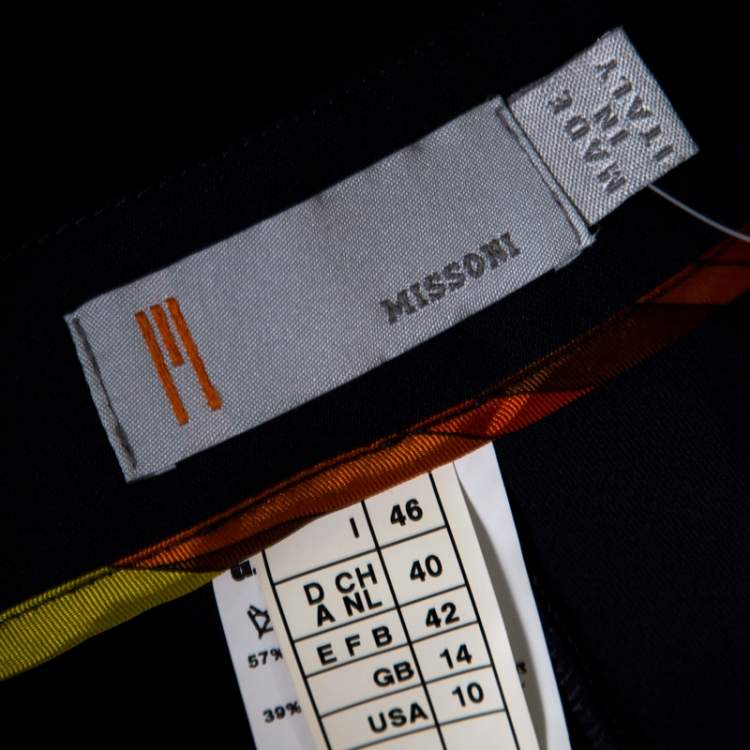 MISSONI
MADE
IN
ITALY
I 46
D CH
A NL 40
E F B 42
GB 14
USA 10
G.
57%
39%